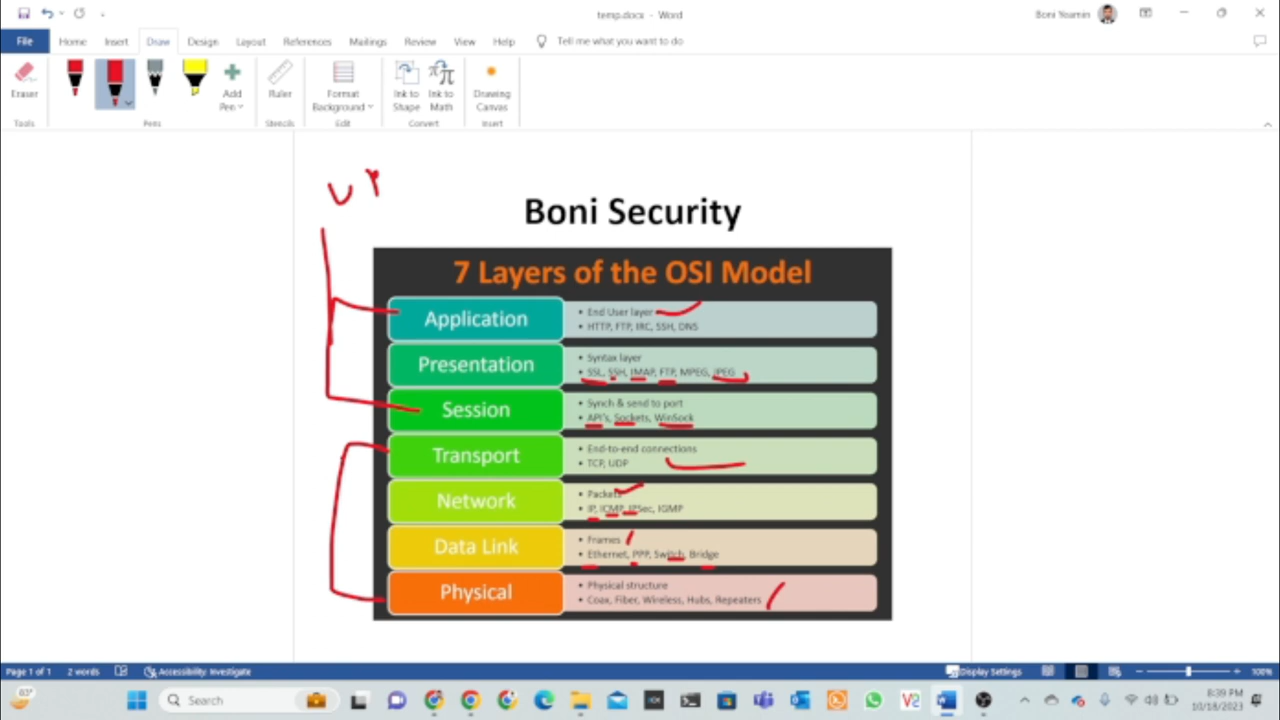 temp.docx - Word
Boni Yeamin
File Home Insert Draw Design Layout References Mailings Review View Help Tell me what you want to do
Eraser
Add
Pen
Ruler
Format
Background
Ink to
Shape
Ink to
Math
Drawing
Canvas
Tools Pens Stencils Edit Convert Insert
Boni Security
7 Layers of the OSI Model
Application
• End User layer
• HTTP, FTP, IRC, SSH, DNS
Presentation
• Syntax layer
• SSL, SSH, IMAP, FTP, MPEG, JPEG
Session
• Synch & send to port
• API's, Sockets, WinSock
Transport
• End-to-end connections
• TCP, UDP
Network
• Packets
• IP, ICMP, IPSec, IGMP
Data Link
• Frames
• Ethernet, PPP, Switch, Bridge
Physical
• Physical structure
• Coax, Fiber, Wireless, Hubs, Repeaters
Page 1 of 1 2 words Accessibility: Investigate Display Settings 100%
83°
Search
8:39 PM
10/18/2023